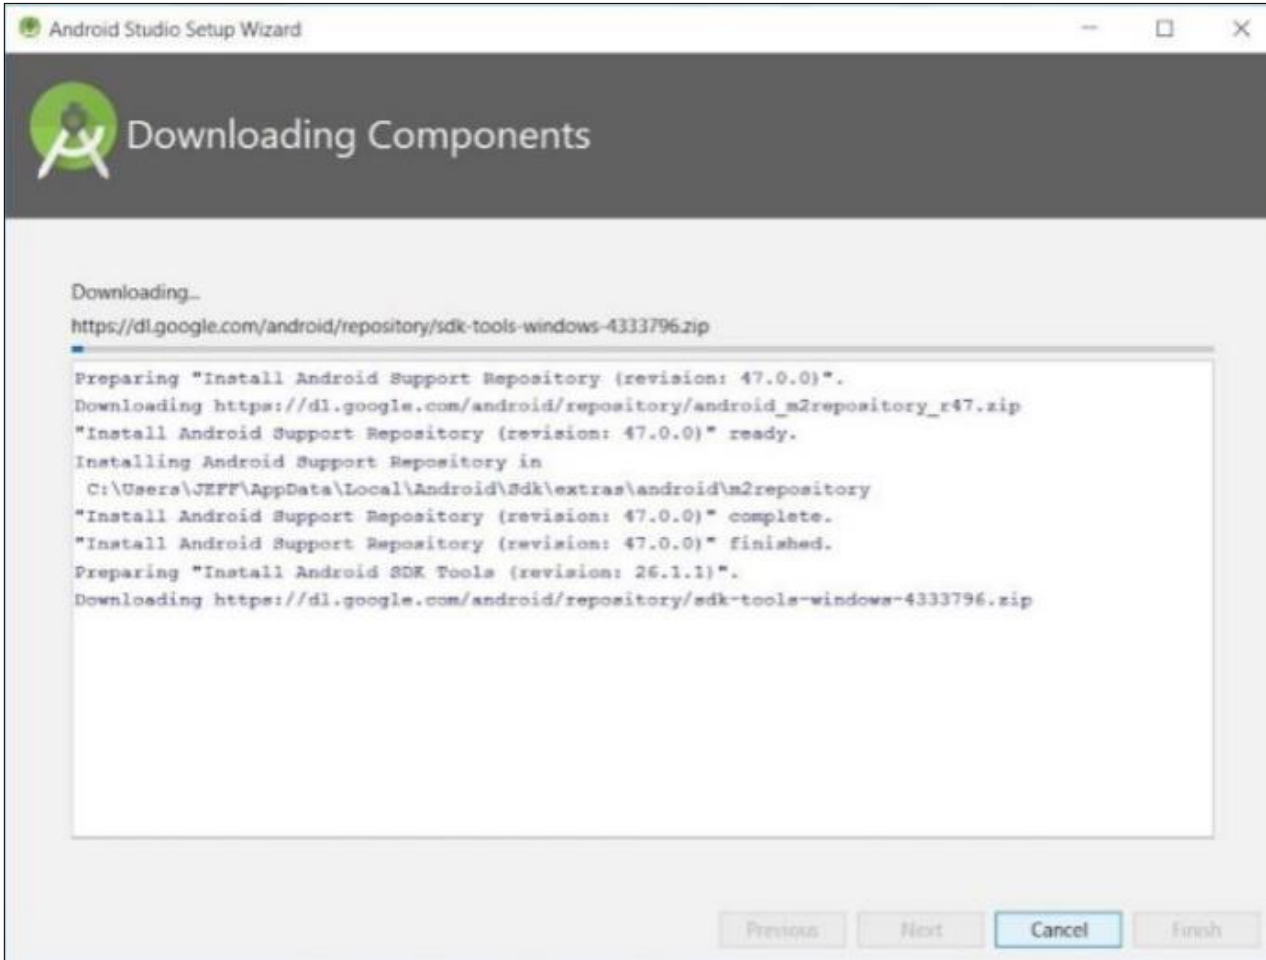 Android Studio Setup Wizard
Downloading Components
Downloading...
https://dl.google.com/android/repository/sdk-tools-windows-4333796.zip
Preparing "Install Android Support Repository (revision: 47.0.0)".
Downloading https://dl.google.com/android/repository/android_m2repository_r47.zip
"Install Android Support Repository (revision: 47.0.0)" ready.
Installing Android Support Repository in
C:\Users\JEFF\AppData\Local\Android\Sdk\extras\android\m2repository
"Install Android Support Repository (revision: 47.0.0)" complete.
"Install Android Support Repository (revision: 47.0.0)" finished.
Preparing "Install Android SDK Tools (revision: 26.1.1)".
Downloading https://dl.google.com/android/repository/sdk-tools-windows-4333796.zip
Previous Next Cancel Finish